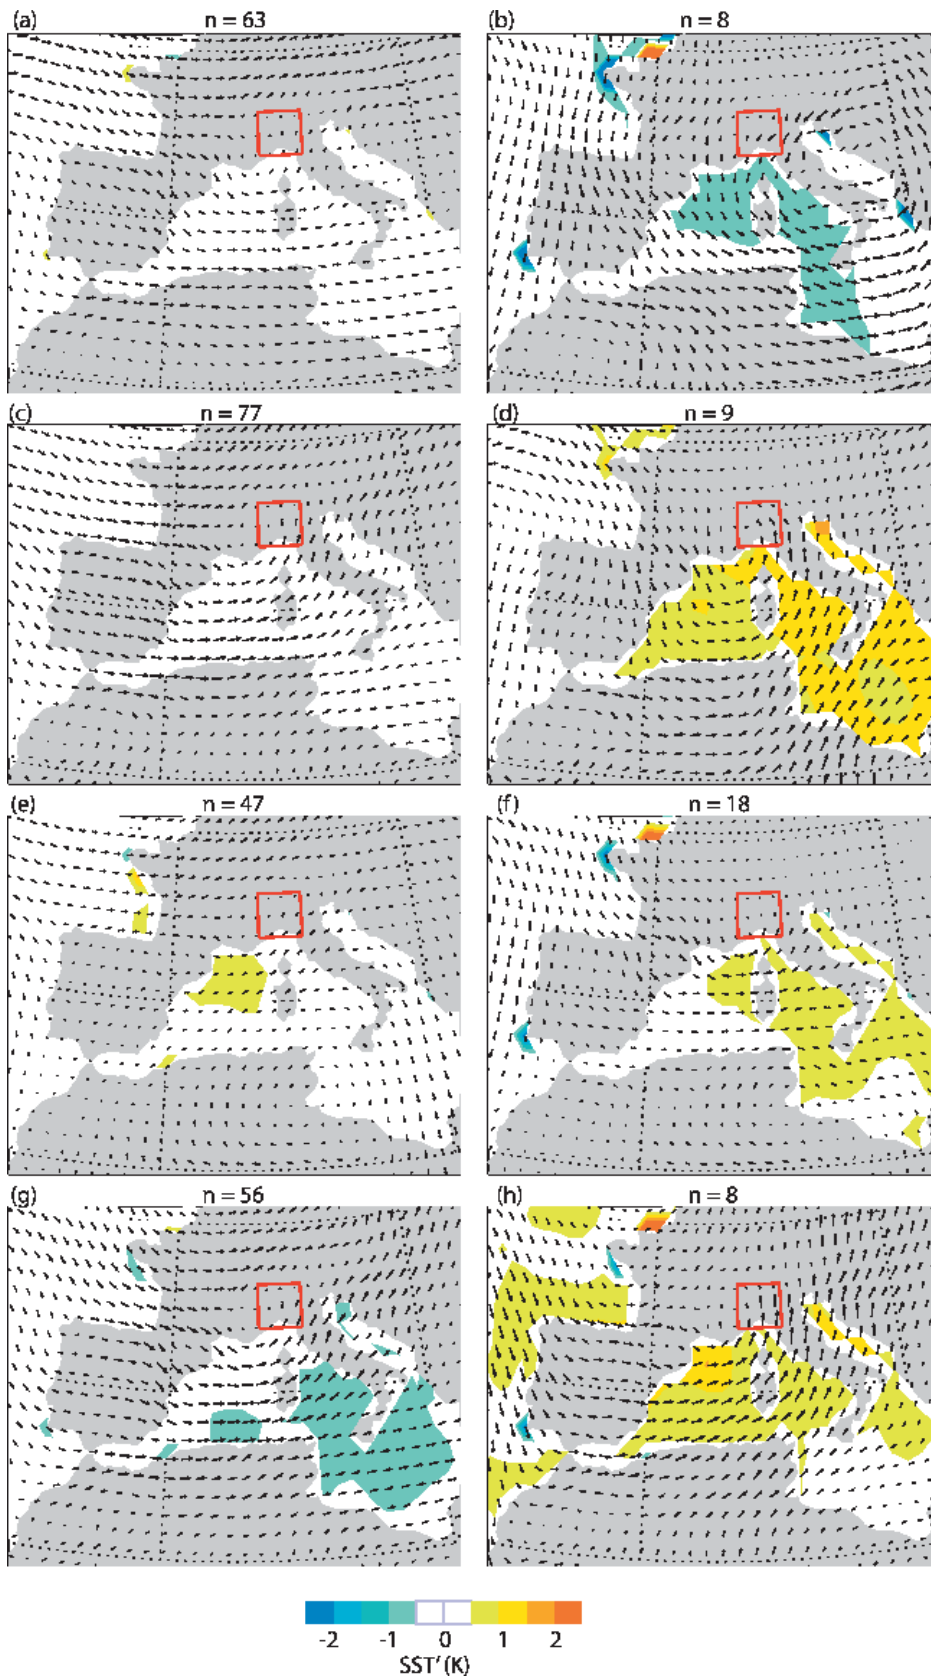 (a) n = 63
(b) n = 8
(c) n = 77
(d) n = 9
(e) n = 47
(f) n = 18
(g) n = 56
(h) n = 8
-2 -1 0 1 2
SST' (K)